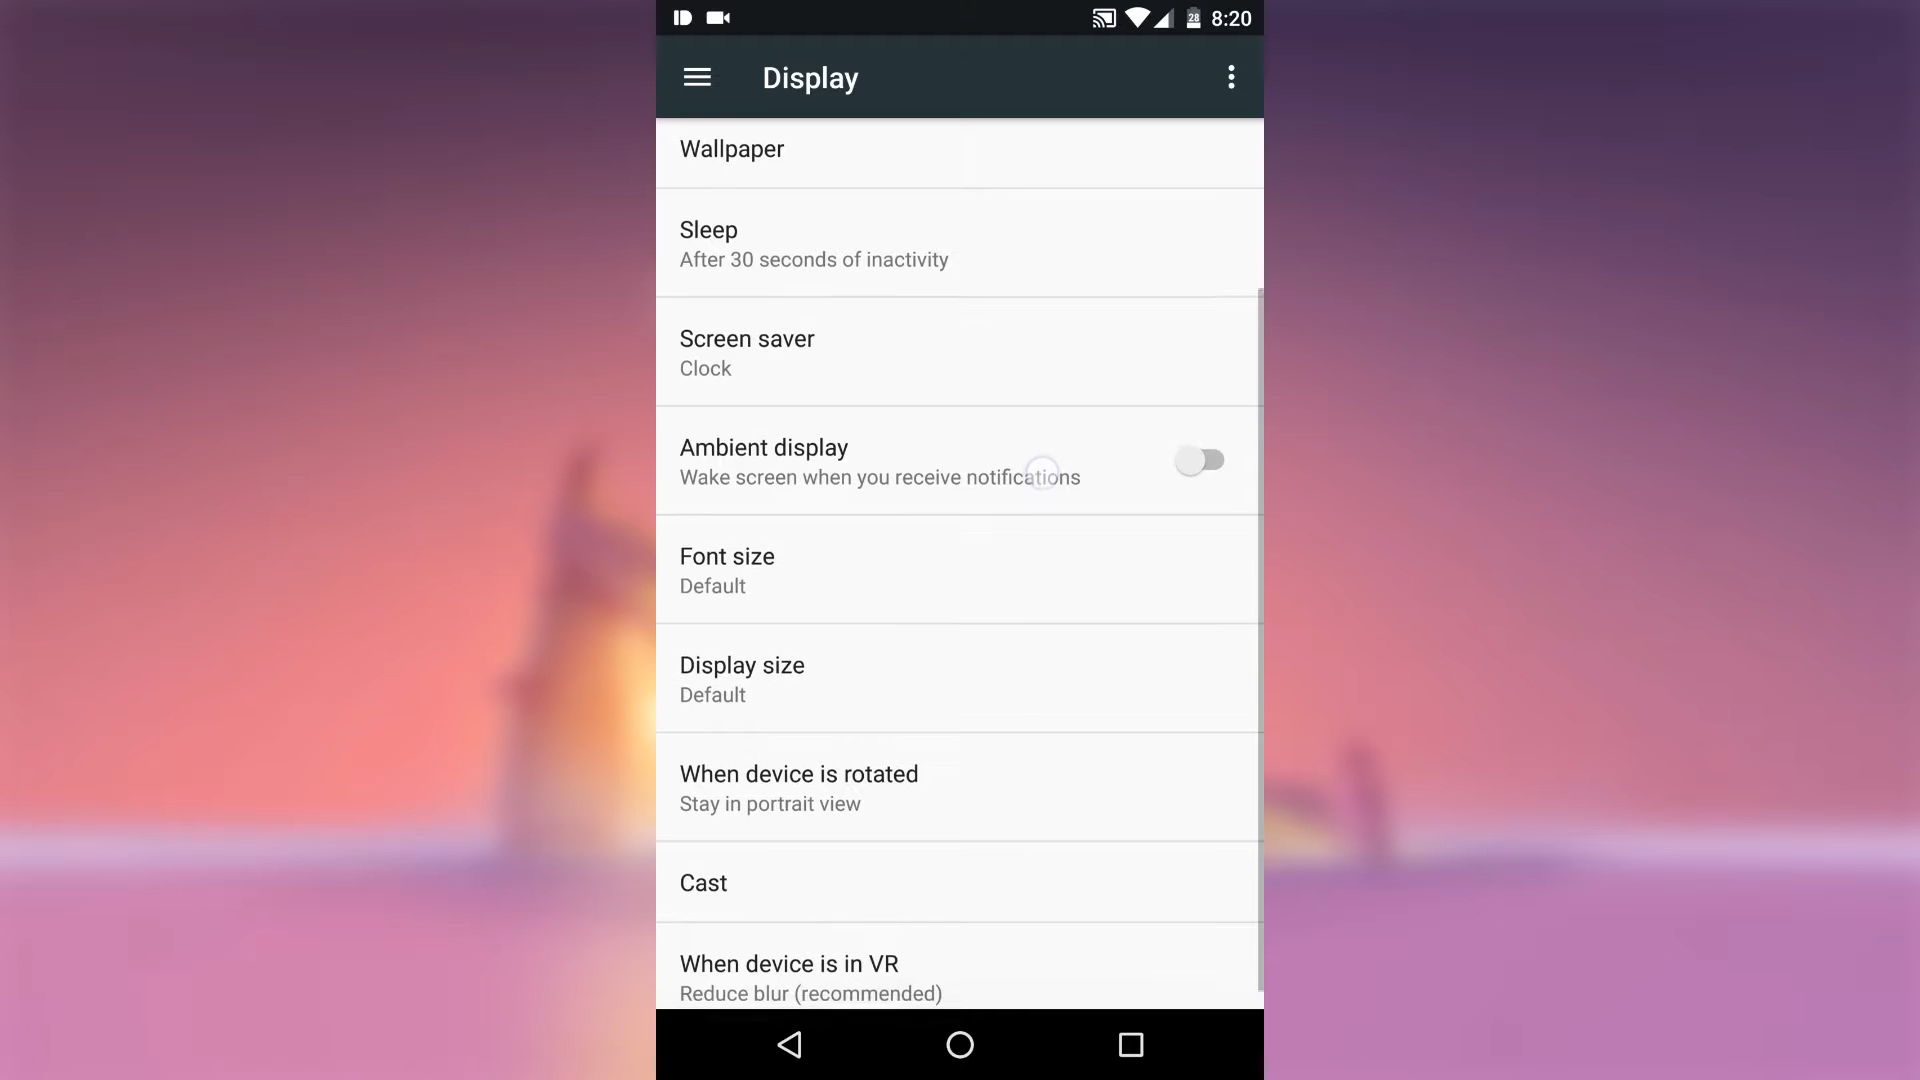 28 8:20
Display
Wallpaper
Sleep
After 30 seconds of inactivity
Screen saver
Clock
Ambient display
Wake screen when you receive notifications
Font size
Default
Display size
Default
When device is rotated
Stay in portrait view
Cast
When device is in VR
Reduce blur (recommended)